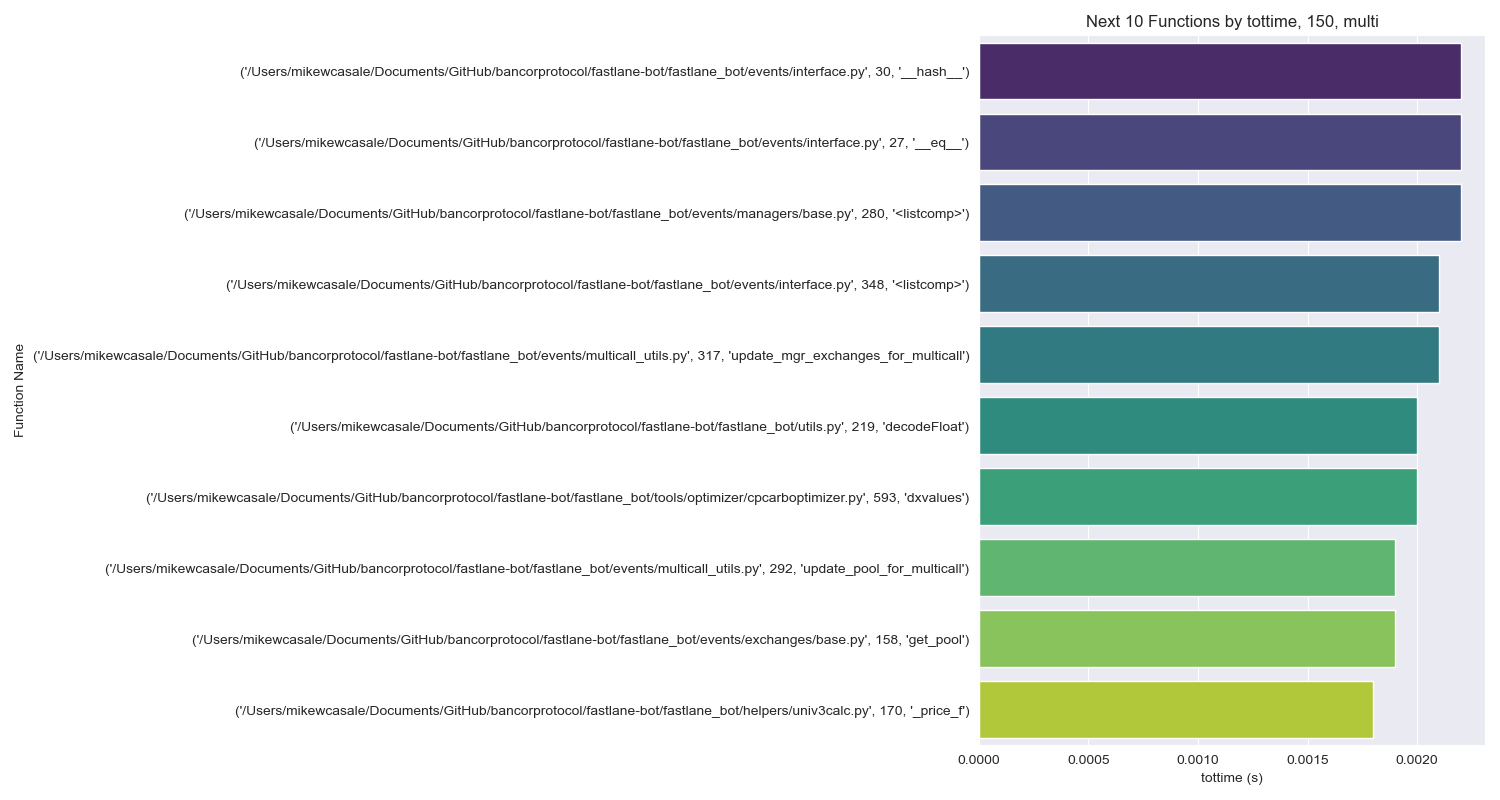 Next 10 Functions by tottime, 150, multi
('/Users/mikewcasale/Documents/GitHub/bancorprotocol/fastlane-bot/fastlane_bot/events/interface.py', 30, '__hash__')
('/Users/mikewcasale/Documents/GitHub/bancorprotocol/fastlane-bot/fastlane_bot/events/interface.py', 27, '__eq__')
('/Users/mikewcasale/Documents/GitHub/bancorprotocol/fastlane-bot/fastlane_bot/events/managers/base.py', 280, '<listcomp>')
('/Users/mikewcasale/Documents/GitHub/bancorprotocol/fastlane-bot/fastlane_bot/events/interface.py', 348, '<listcomp>')
('/Users/mikewcasale/Documents/GitHub/bancorprotocol/fastlane-bot/fastlane_bot/events/multicall_utils.py', 317, 'update_mgr_exchanges_for_multicall')
('/Users/mikewcasale/Documents/GitHub/bancorprotocol/fastlane-bot/fastlane_bot/utils.py', 219, 'decodeFloat')
('/Users/mikewcasale/Documents/GitHub/bancorprotocol/fastlane-bot/fastlane_bot/tools/optimizer/cpcarboptimizer.py', 593, 'dxvalues')
('/Users/mikewcasale/Documents/GitHub/bancorprotocol/fastlane-bot/fastlane_bot/events/multicall_utils.py', 292, 'update_pool_for_multicall')
('/Users/mikewcasale/Documents/GitHub/bancorprotocol/fastlane-bot/fastlane_bot/events/exchanges/base.py', 158, 'get_pool')
('/Users/mikewcasale/Documents/GitHub/bancorprotocol/fastlane-bot/fastlane_bot/helpers/univ3calc.py', 170, '_price_f')
Function Name
0.0000 0.0005 0.0010 0.0015 0.0020
tottime (s)